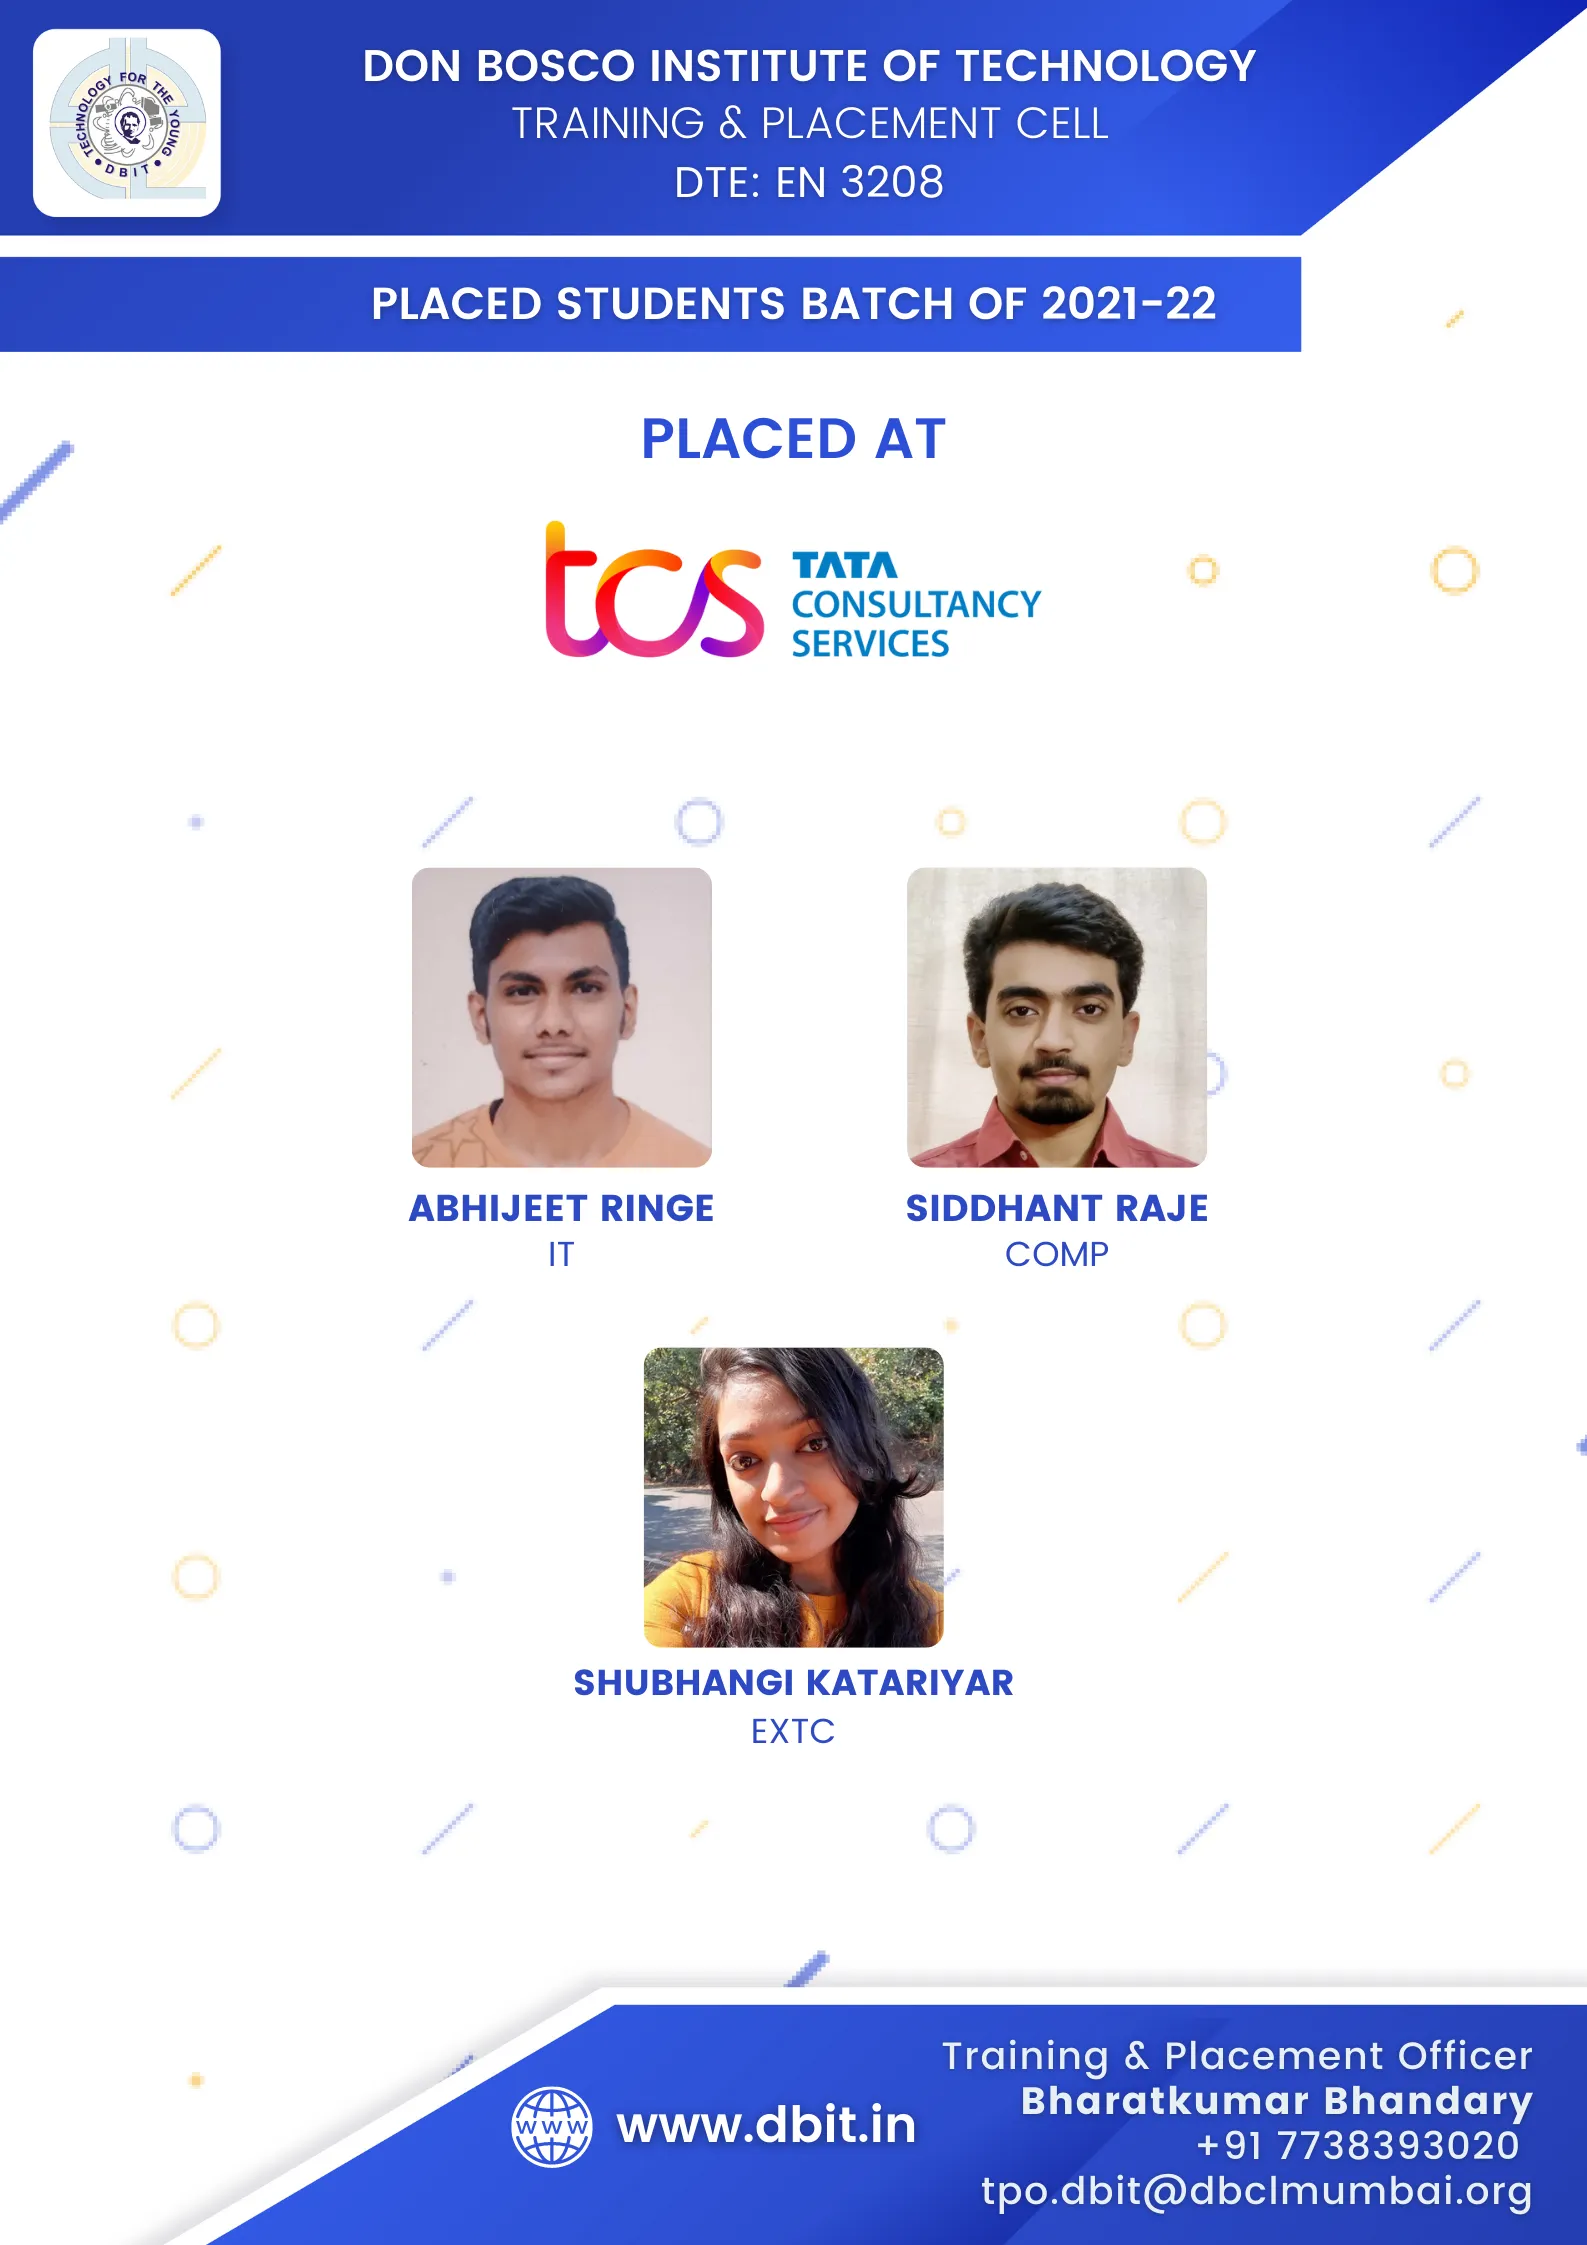 TECHNOLOGY FOR THE YOUNG
• DBIT •
DON BOSCO INSTITUTE OF TECHNOLOGY
TRAINING & PLACEMENT CELL
DTE: EN 3208
PLACED STUDENTS BATCH OF 2021-22
PLACED AT
tcs
TATA
CONSULTANCY
SERVICES
ABHIJEET RINGE
IT
SIDDHANT RAJE
COMP
SHUBHANGI KATARIYAR
EXTC
WWW
www.dbit.in
Training & Placement Officer
Bharatkumar Bhandary
+91 7738393020
tpo.dbit@dbclmumbai.org